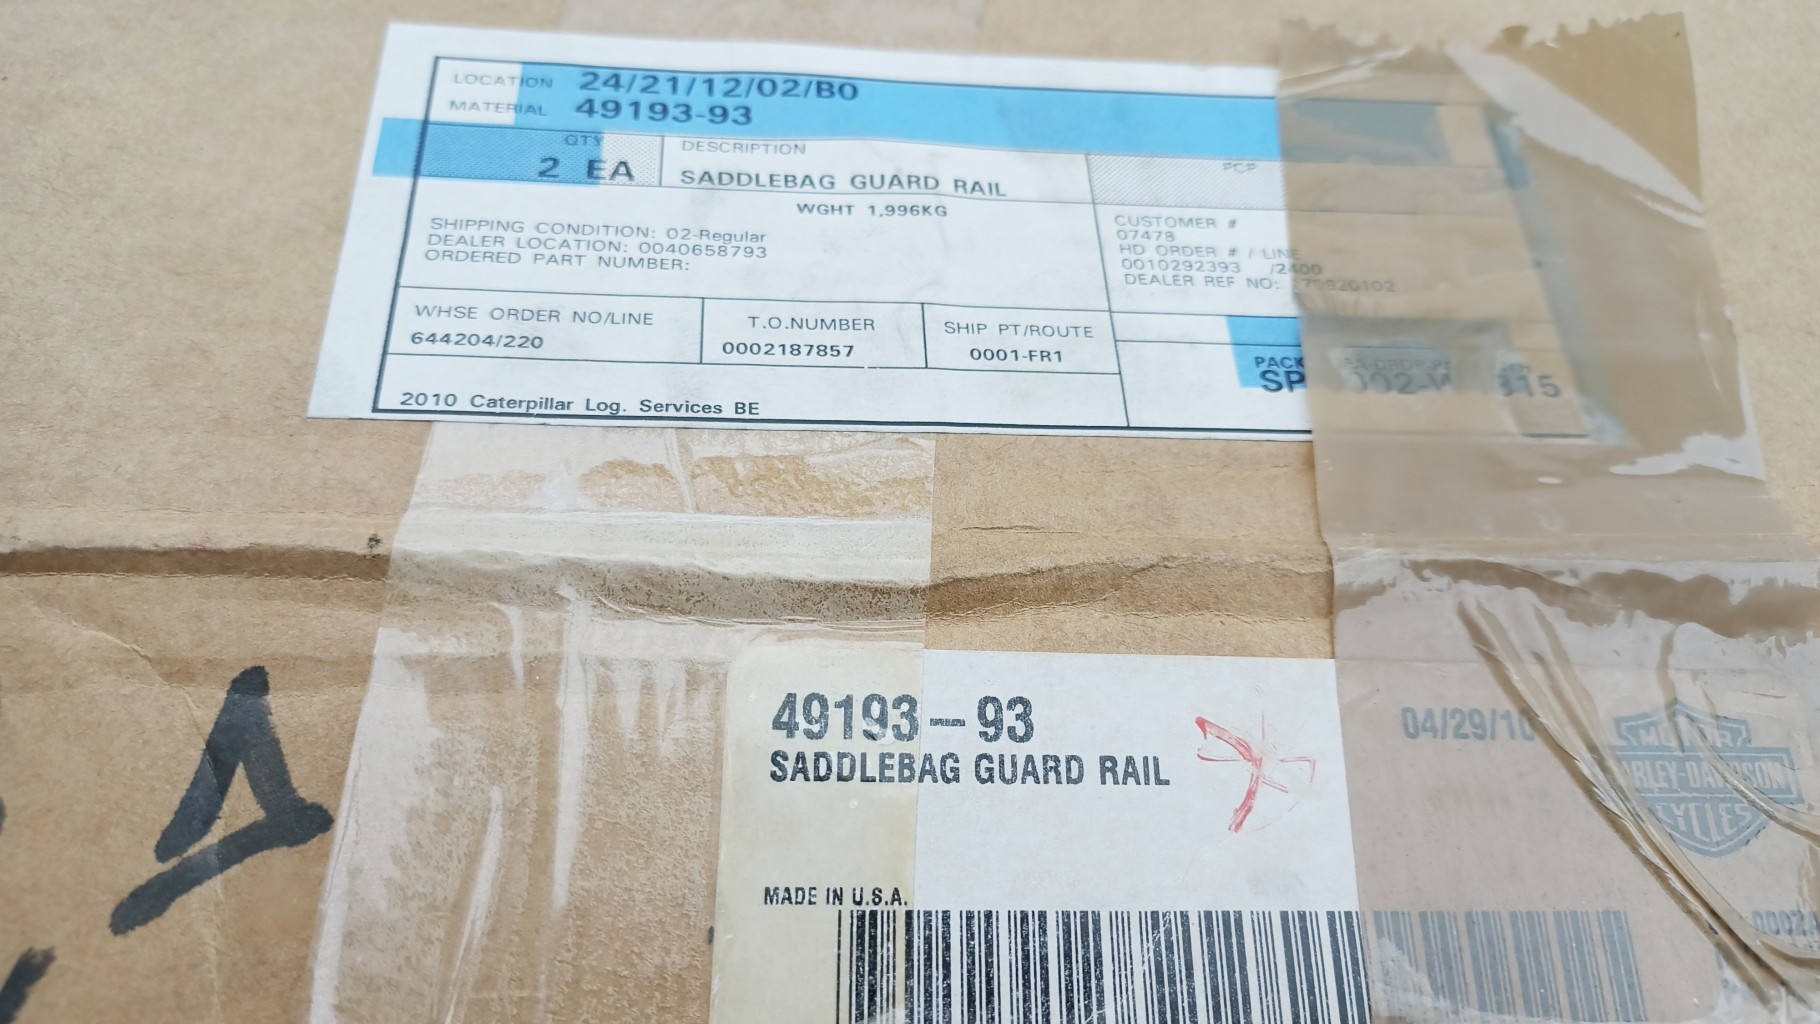 LOCATION 24/21/12/02/B0
MATERIAL 49193-93
QTY
2 EA
DESCRIPTION
SADDLEBAG GUARD RAIL
WGHT 1,996KG
PCP
SHIPPING CONDITION: 02-Regular
DEALER LOCATION: 0040658793
ORDERED PART NUMBER:
CUSTOMER #
07478
HD ORDER # / LINE
0010292393 /2400
DEALER REF NO:
WHSE ORDER NO/LINE
644204/220
T.O.NUMBER
0002187857
SHIP PT/ROUTE
0001-FR1
PACK
SP
2010 Caterpillar Log. Services BE
49193-93
SADDLEBAG GUARD RAIL
04/29/10
MOTOR
HARLEY-DAVIDSON
CYCLES
MADE IN U.S.A.